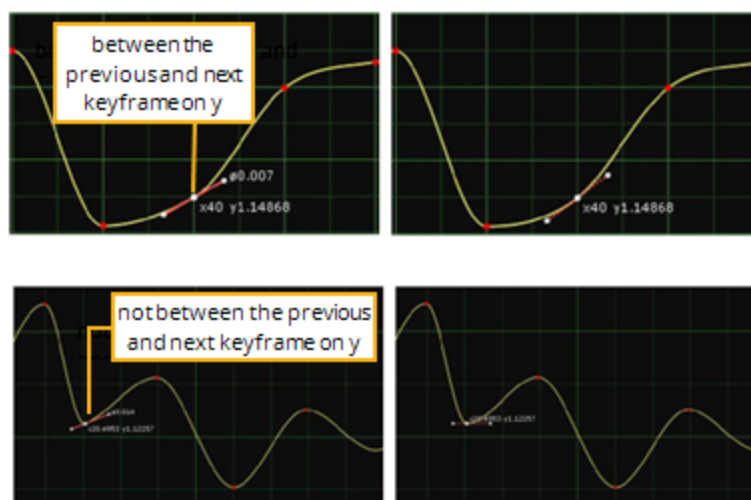 between the
previous and next
keyframe on y
ø0.007
x40 y1.14868
x40 y1.14868
not between the previous
and next keyframe on y